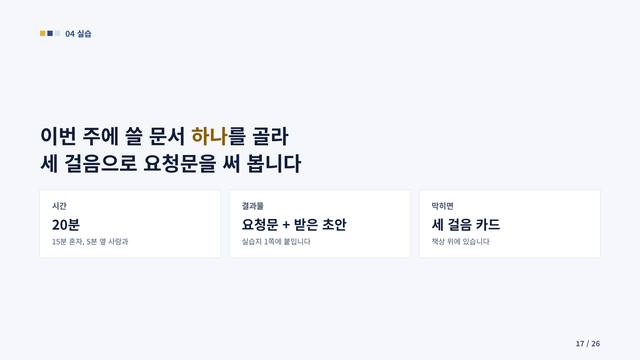 04 실습
이번 주에 쓸 문서 하나를 골라
세 걸음으로 요청문을 써 봅니다
시간
20분
15분 혼자, 5분 옆 사람과
결과물
요청문 + 받은 초안
실습지 1쪽에 붙입니다
막히면
세 걸음 카드
책상 위에 있습니다
17 / 26